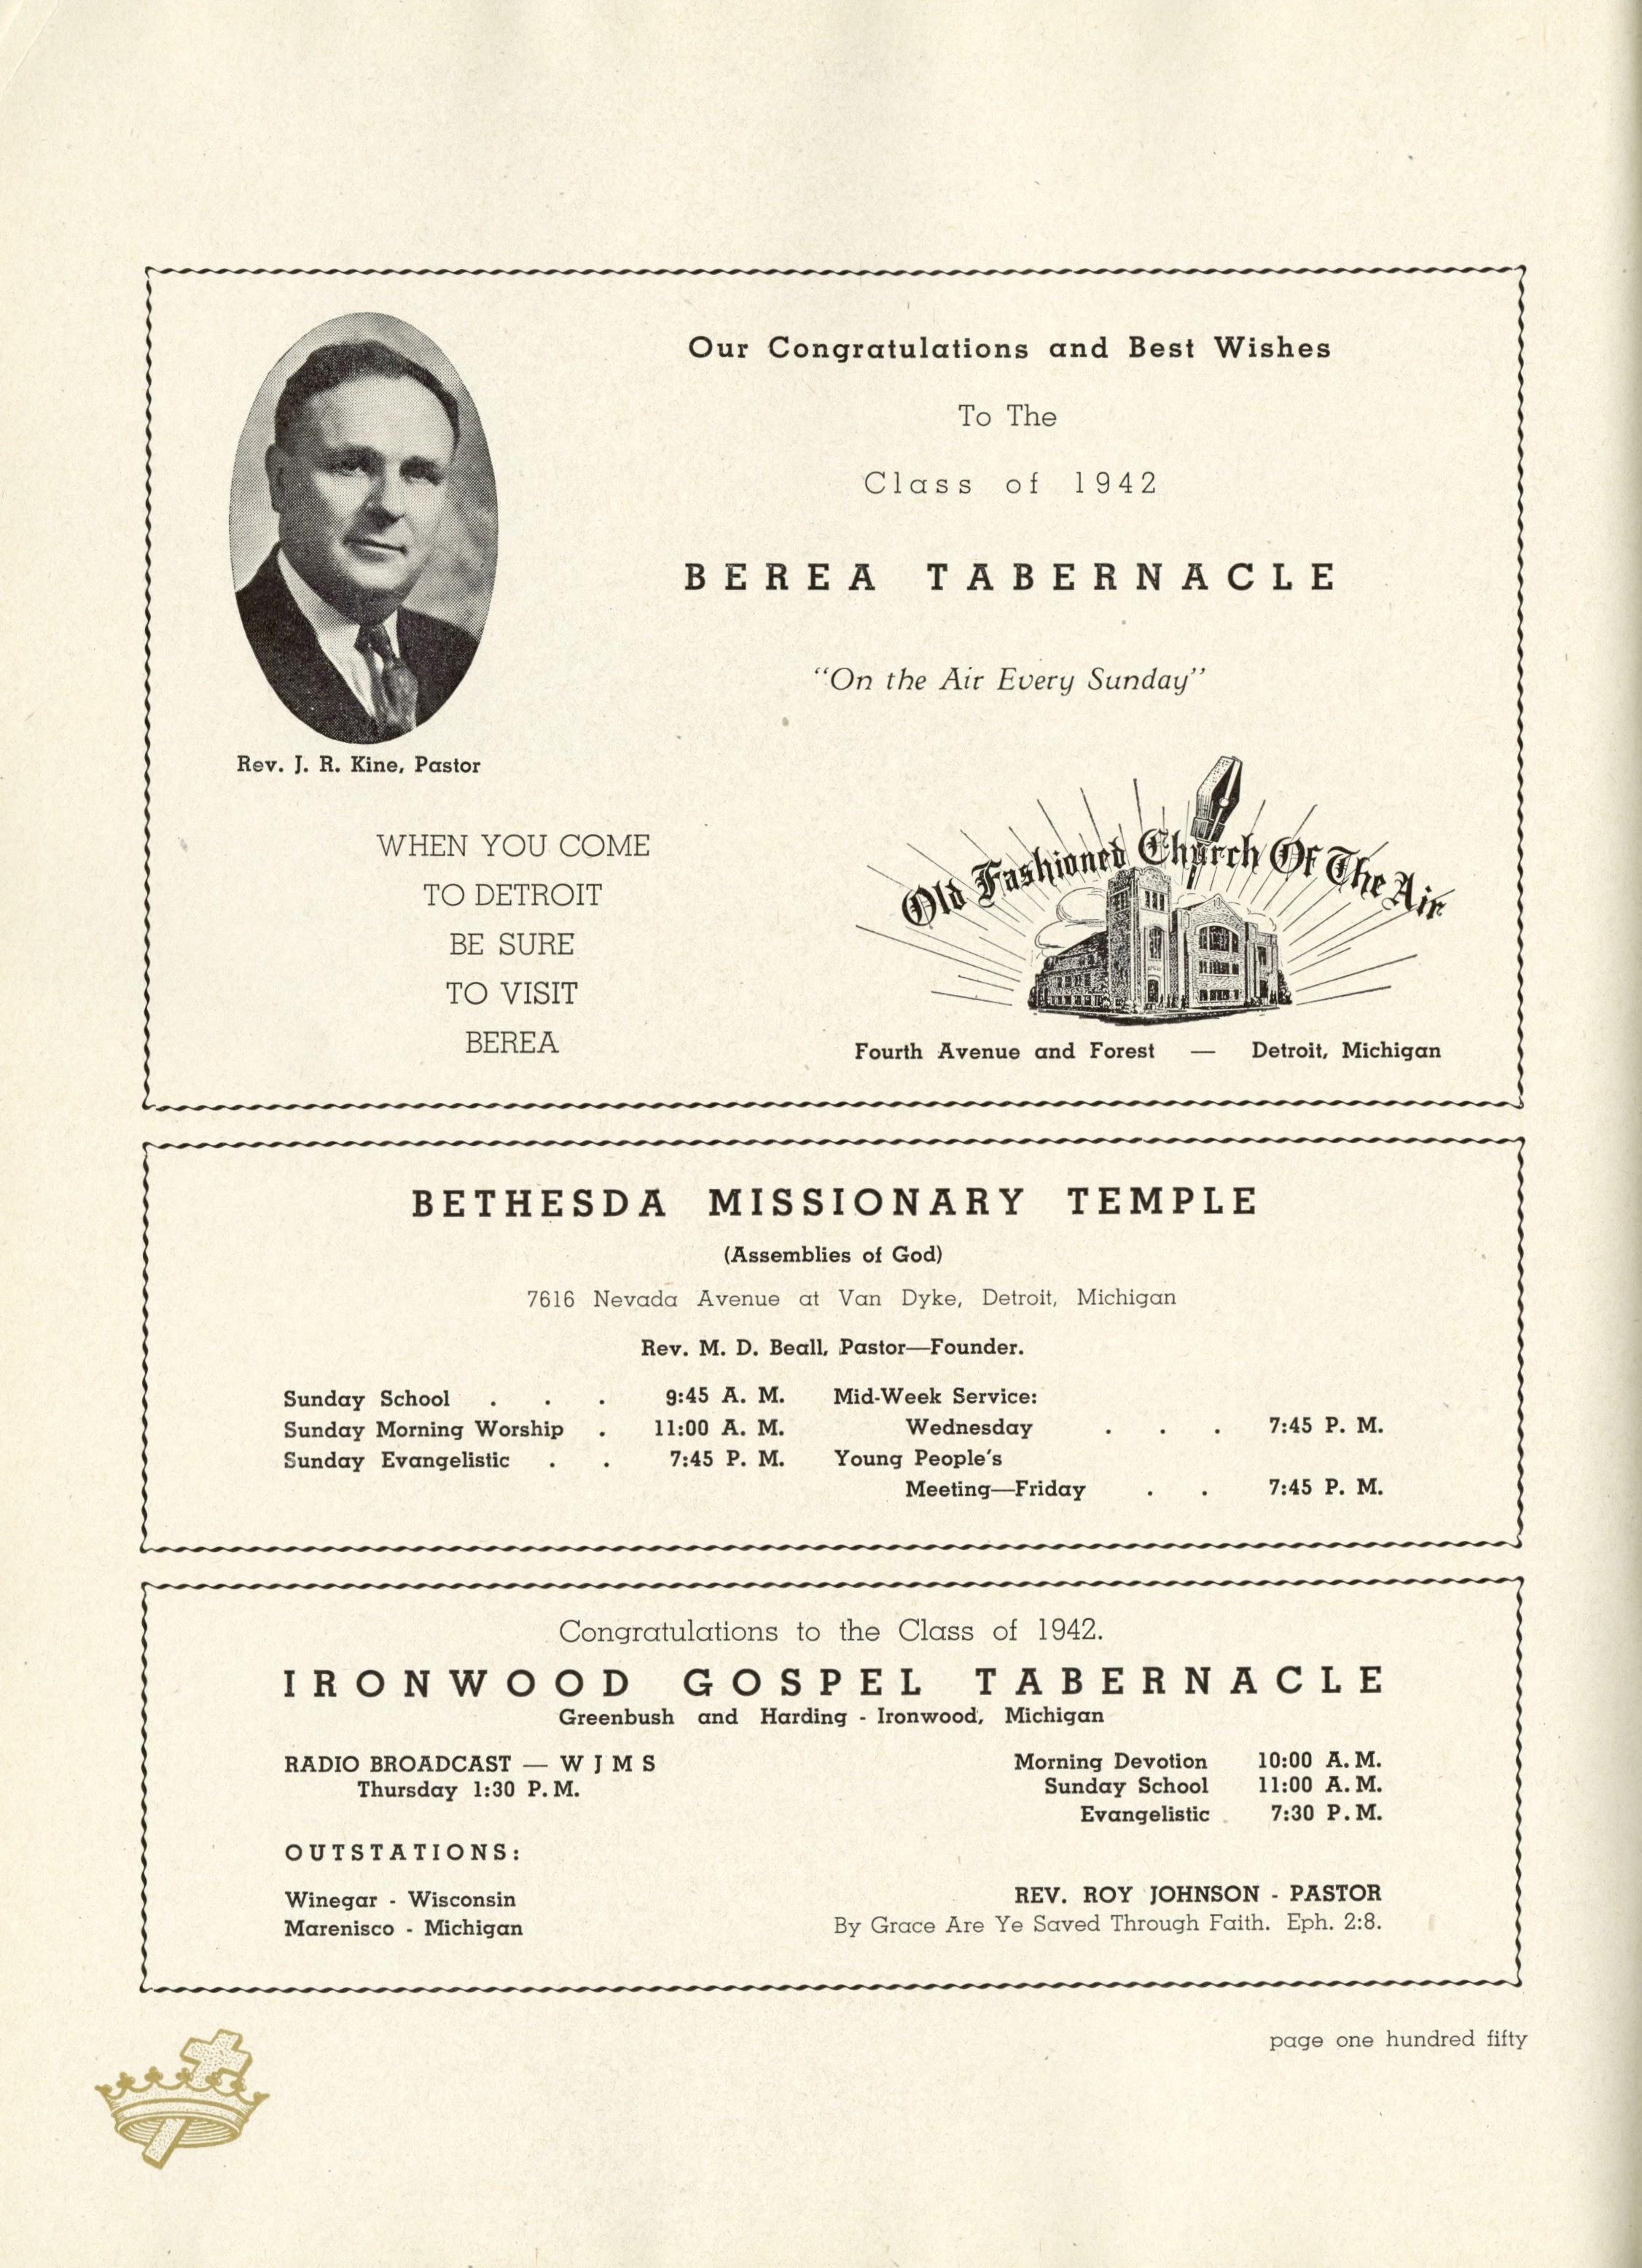 Our Congratulations and Best Wishes
To The
Class of 1942
BEREA TABERNACLE
"On the Air Every Sunday"
Rev. J. R. Kine, Pastor
WHEN YOU COME
TO DETROIT
BE SURE
TO VISIT
BEREA
Old Fashioned Church Of The Air
Fourth Avenue and Forest — Detroit, Michigan
BETHESDA MISSIONARY TEMPLE
(Assemblies of God)
7616 Nevada Avenue at Van Dyke, Detroit, Michigan
Rev. M. D. Beall, Pastor—Founder.
Sunday School . . . 9:45 A. M.
Sunday Morning Worship . 11:00 A. M.
Sunday Evangelistic . . 7:45 P. M.
Mid-Week Service:
Wednesday . . . 7:45 P. M.
Young People's
Meeting—Friday . . 7:45 P. M.
Congratulations to the Class of 1942.
IRONWOOD GOSPEL TABERNACLE
Greenbush and Harding - Ironwood, Michigan
RADIO BROADCAST — W J M S
Thursday 1:30 P. M.
OUTSTATIONS:
Winegar - Wisconsin
Marenisco - Michigan
Morning Devotion 10:00 A. M.
Sunday School 11:00 A. M.
Evangelistic . 7:30 P. M.
REV. ROY JOHNSON - PASTOR
By Grace Are Ye Saved Through Faith. Eph. 2:8.
page one hundred fifty